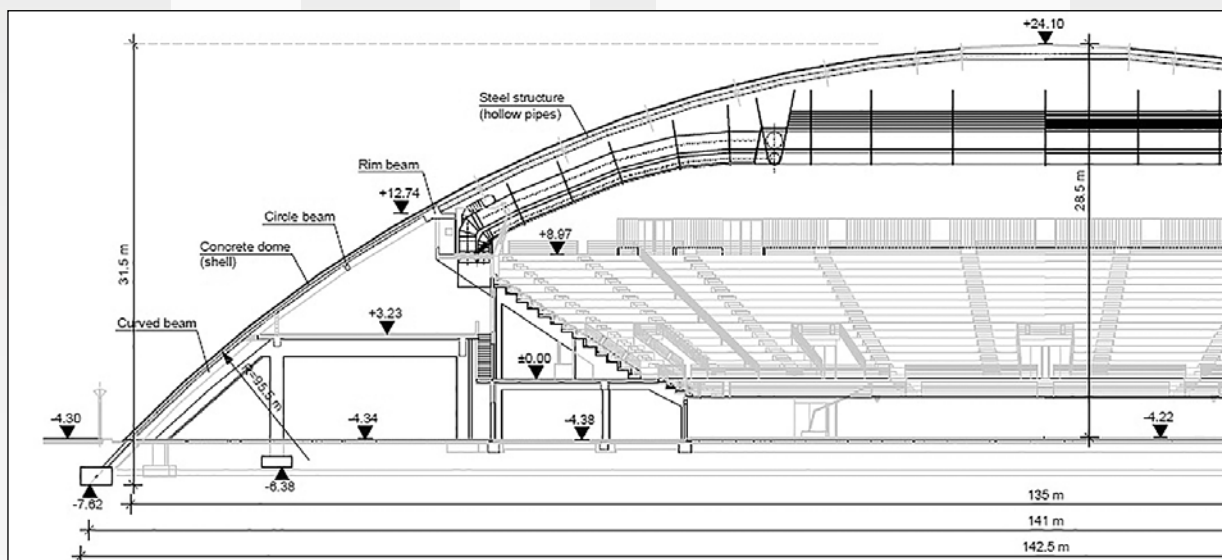 +24.10
Steel structure
(hollow pipes)
Rim beam
+12.74
Circle beam
Concrete dome
(shell)
+8.97
28.5 m
31.5 m
Curved beam
+3.23
±0.00
R=95.5 m
-4.30
-4.34
-4.38
-4.22
-6.38
-7.62
135 m
141 m
142.5 m